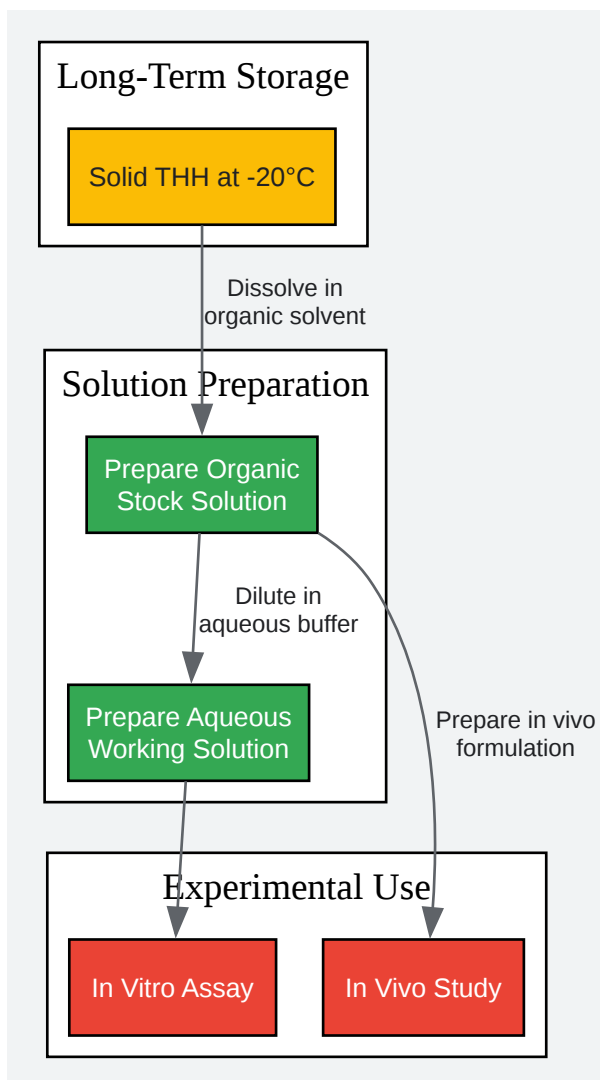 Long-Term Storage
Solid THH at -20°C
Dissolve in
organic solvent
Solution Preparation
Prepare Organic
Stock Solution
Dilute in
aqueous buffer
Prepare Aqueous
Working Solution
Prepare in vivo
formulation
Experimental Use
In Vitro Assay
In Vivo Study